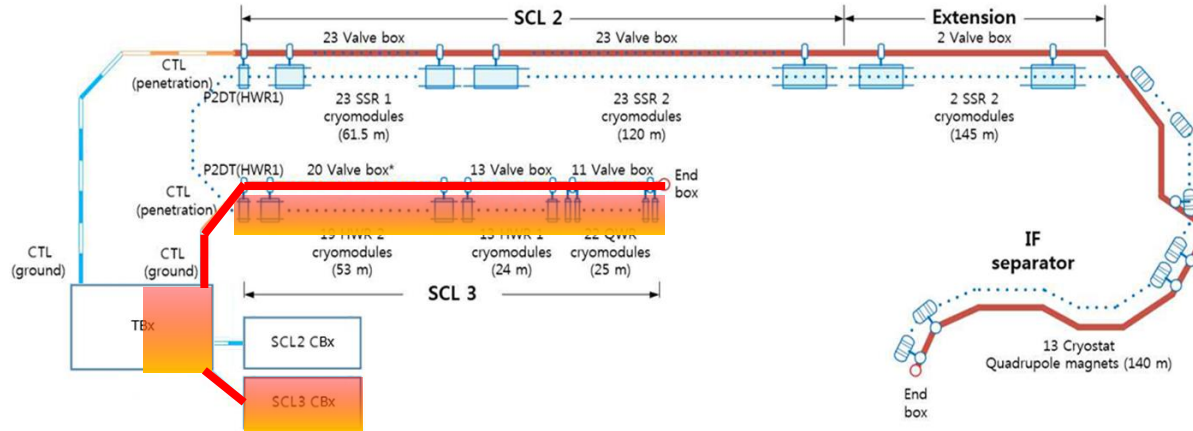 SCL 2
Extension
23 Valve box
23 Valve box
2 Valve box
CTL
(penetration)
P2DT(HWR1)
23 SSR 1
cryomodules
(61.5 m)
23 SSR 2
cryomodules
(120 m)
2 SSR 2
cryomodules
(145 m)
P2DT(HWR1)
20 Valve box*
13 Valve box
11 Valve box
End
box
CTL
(penetration)
19 HWR 2
cryomodules
(53 m)
13 HWR 1
cryomodules
(24 m)
22 QWR
cryomodules
(25 m)
CTL
(ground)
CTL
(ground)
SCL 3
IF
separator
TBx
SCL2 CBx
SCL3 CBx
13 Cryostat
Quadrupole magnets (140 m)
End
box